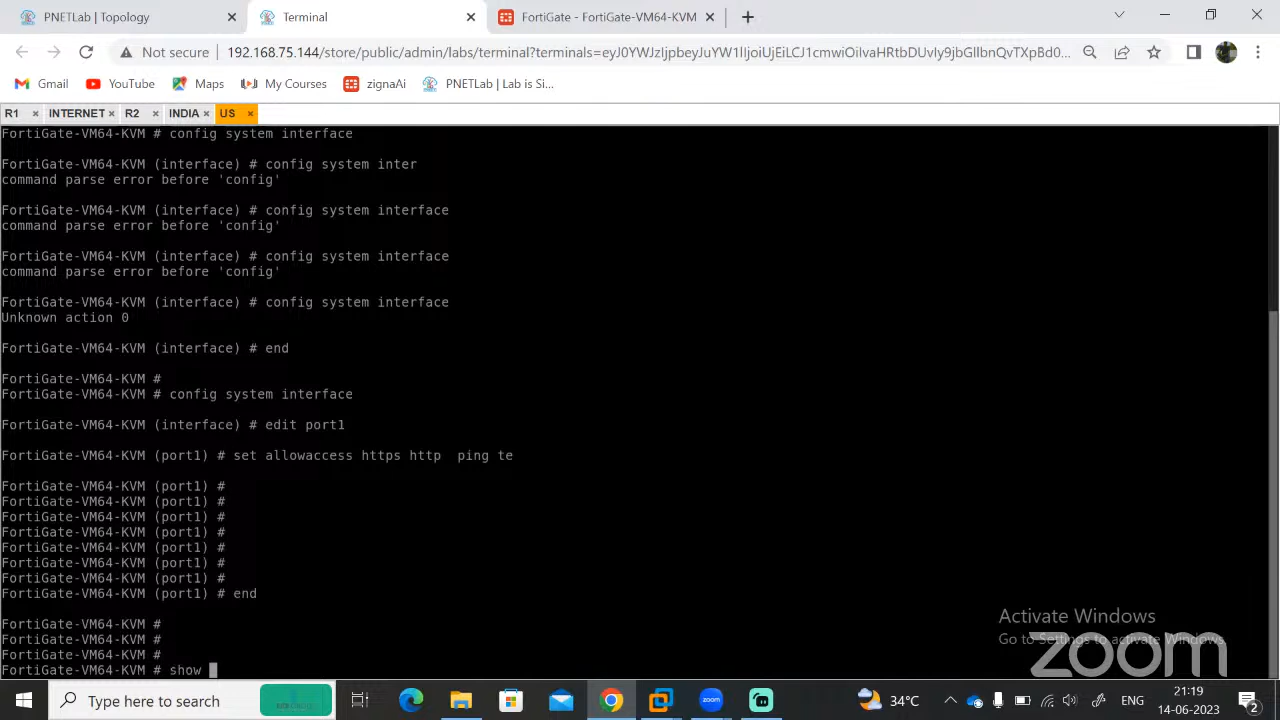 PNETLab | Topology
Terminal
FortiGate - FortiGate-VM64-KVM
Not secure
192.168.75.144/store/public/admin/labs/terminal?terminals=
Gmail
YouTube
Maps
My Courses
zignaAi
PNETLab | Lab is Si...
R1
INTERNET
R2
INDIA
US
FortiGate-VM64-KVM # config system interface
FortiGate-VM64-KVM (interface) # config system inter
command parse error before 'config'
FortiGate-VM64-KVM (interface) # config system interface
command parse error before 'config'
FortiGate-VM64-KVM (interface) # config system interface
command parse error before 'config'
FortiGate-VM64-KVM (interface) # config system interface
Unknown action 0
FortiGate-VM64-KVM (interface) # end
FortiGate-VM64-KVM #
FortiGate-VM64-KVM # config system interface
FortiGate-VM64-KVM (interface) # edit port1
FortiGate-VM64-KVM (port1) # set allowaccess https http  ping te
FortiGate-VM64-KVM (port1) #
FortiGate-VM64-KVM (port1) #
FortiGate-VM64-KVM (port1) #
FortiGate-VM64-KVM (port1) #
FortiGate-VM64-KVM (port1) #
FortiGate-VM64-KVM (port1) #
FortiGate-VM64-KVM (port1) #
FortiGate-VM64-KVM (port1) # end
FortiGate-VM64-KVM #
FortiGate-VM64-KVM #
FortiGate-VM64-KVM #
FortiGate-VM64-KVM # show
Activate Windows
Go to Settings to activate Windows.
zoom
Type here to search
zoom
34°C
ENG
21:19
14-06-2023
2